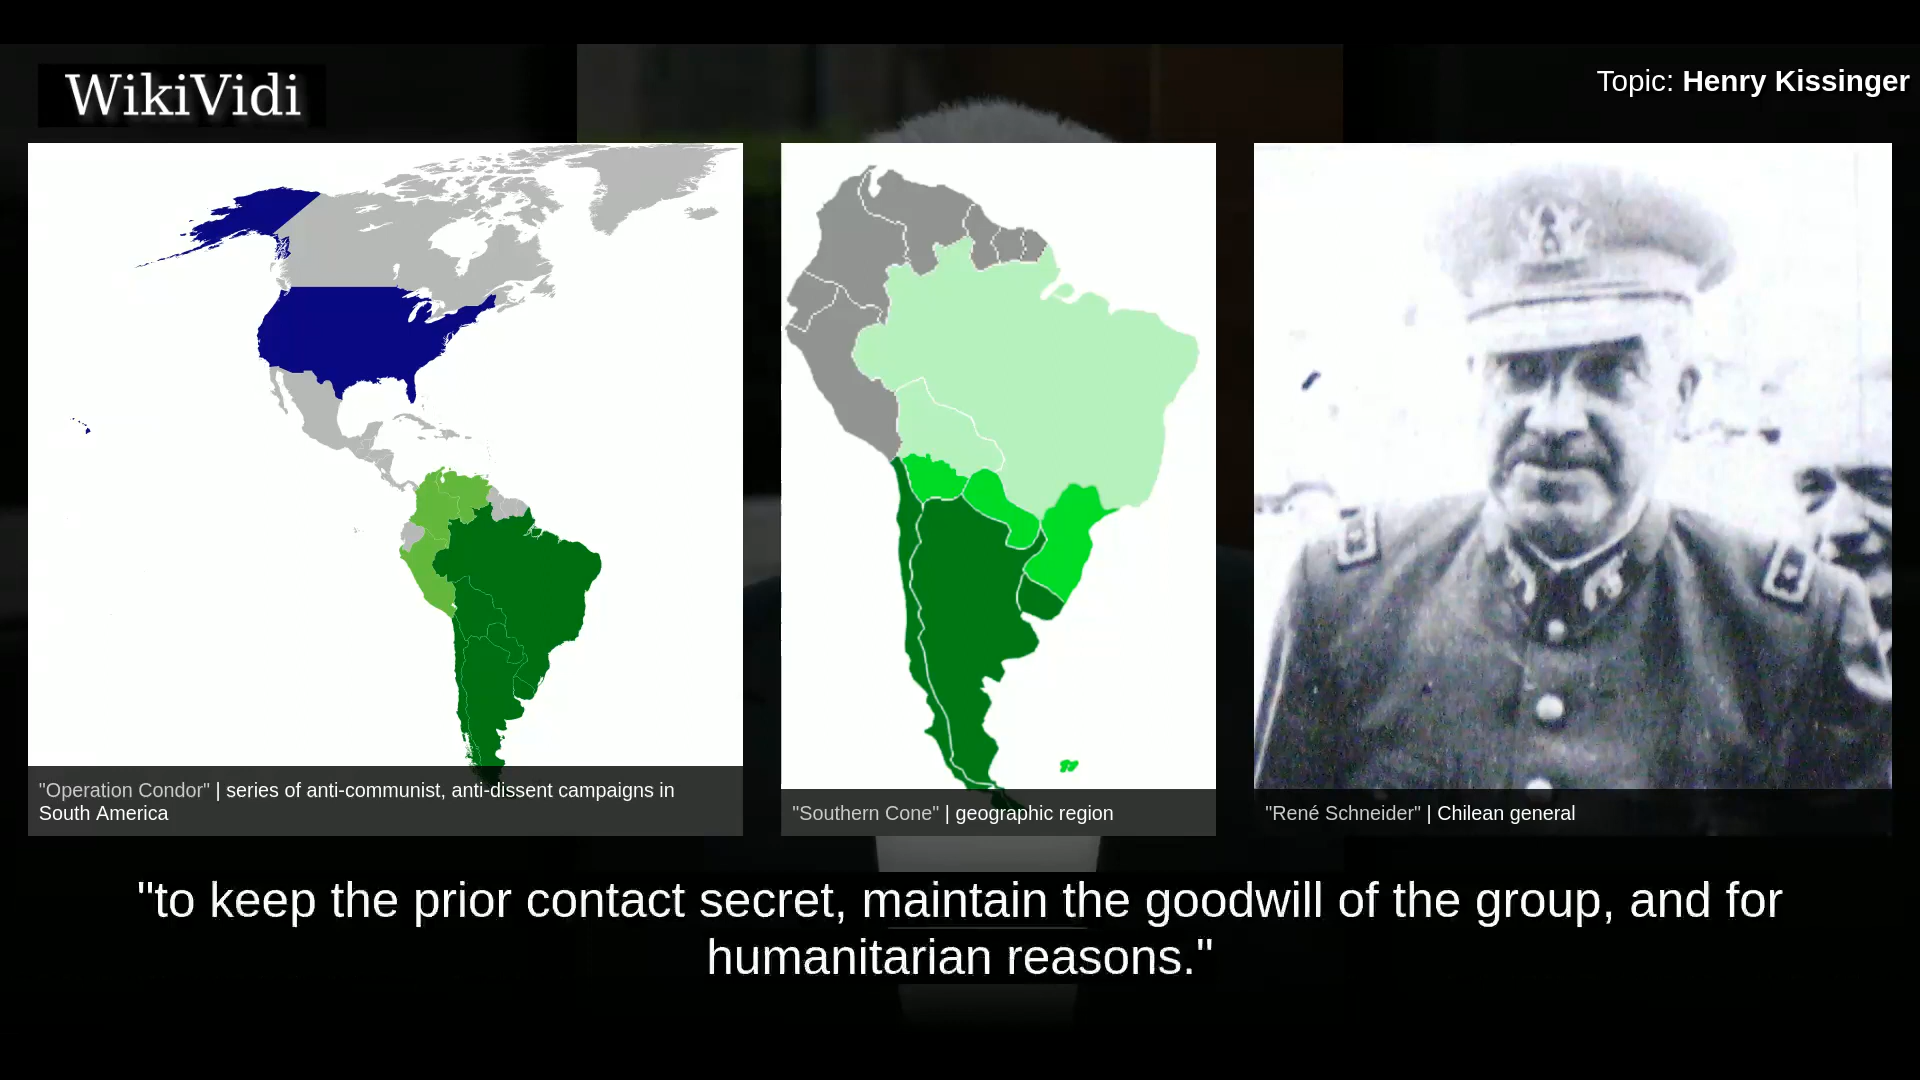 WikiVidi
Topic: Henry Kissinger
"Operation Condor" | series of anti-communist, anti-dissent campaigns in
South America
"Southern Cone" | geographic region
"René Schneider" | Chilean general
"to keep the prior contact secret, maintain the goodwill of the group, and for
humanitarian reasons."